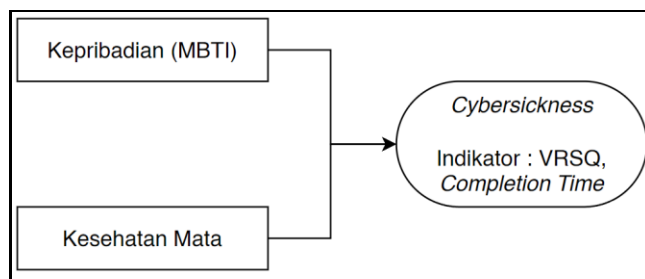 Kepribadian (MBTI)
Cybersickness
Indikator : VRSQ,
Completion Time
Kesehatan Mata